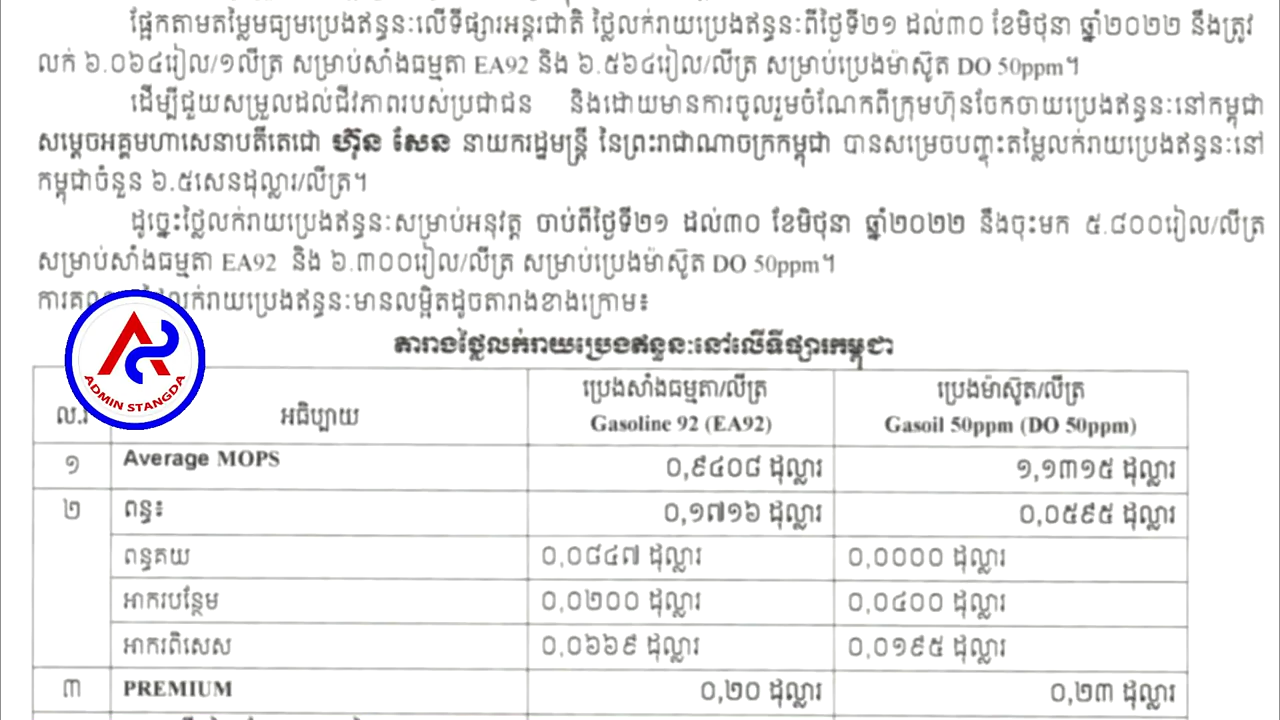 ផ្អែកតាមតម្លៃមធ្យមប្រេងឥន្ធនៈលើទីផ្សារអន្តរជាតិ ថ្លៃលក់រាយប្រេងឥន្ធនៈពីថ្ងៃទី២១ ដល់៣០ ខែមិថុនា ឆ្នាំ២០២២ នឹងត្រូវ
លក់ ៦.០៦៤រៀល/១លីត្រ សម្រាប់សាំងធម្មតា EA92 និង ៦.៥៦៤រៀល/លីត្រ សម្រាប់ប្រេងម៉ាស៊ូត DO 50ppm។
ដើម្បីជួយសម្រួលដល់ជីវភាពរបស់ប្រជាជន និងដោយមានការចូលរួមចំណែកពីក្រុមហ៊ុនចែកចាយប្រេងឥន្ធនៈនៅកម្ពុជា
សម្តេចអគ្គមហាសេនាបតីតេជោ ហ៊ុន សែន នាយករដ្ឋមន្ត្រី នៃព្រះរាជាណាចក្រកម្ពុជា បានសម្រេចបញ្ចុះតម្លៃលក់រាយប្រេងឥន្ធនៈនៅ
កម្ពុជាចំនួន ៦.៥សេនដុល្លារ/លីត្រ។
ដូច្នេះថ្លៃលក់រាយប្រេងឥន្ធនៈសម្រាប់អនុវត្ត ចាប់ពីថ្ងៃទី២១ ដល់៣០ ខែមិថុនា ឆ្នាំ២០២២ នឹងចុះមក ៥.៨០០រៀល/លីត្រ
សម្រាប់សាំងធម្មតា EA92 និង ៦.៣០០រៀល/លីត្រ សម្រាប់ប្រេងម៉ាស៊ូត DO 50ppm។
លក់រាយប្រេងឥន្ធនៈមានលម្អិតដូចតារាងខាងក្រោម៖
តារាងថ្លៃលក់រាយប្រេងឥន្ធនៈនៅលើទីផ្សារកម្ពុជា
ADMIN STANGDA
ល.រ អធិប្បាយ ប្រេងសាំងធម្មតា/លីត្រ ប្រេងម៉ាស៊ូត/លីត្រ
Gasoline 92 (EA92) Gasoil 50ppm (DO 50ppm)
១ Average MOPS ០,៩៤០៨ ដុល្លារ ១,១៣១៥ ដុល្លារ
២ ពន្ធ៖ ០,១៧១៦ ដុល្លារ ០,០៥៩៥ ដុល្លារ
ពន្ធគយ ០,០៨៤៧ ដុល្លារ ០,០០០០ ដុល្លារ
អាករបន្ថែម ០,០២០០ ដុល្លារ ០,០៤០០ ដុល្លារ
អាករពិសេស ០,០៦៦៩ ដុល្លារ ០,០១៩៥ ដុល្លារ
៣ PREMIUM ០,២០ ដុល្លារ ០,២៣ ដុល្លារ